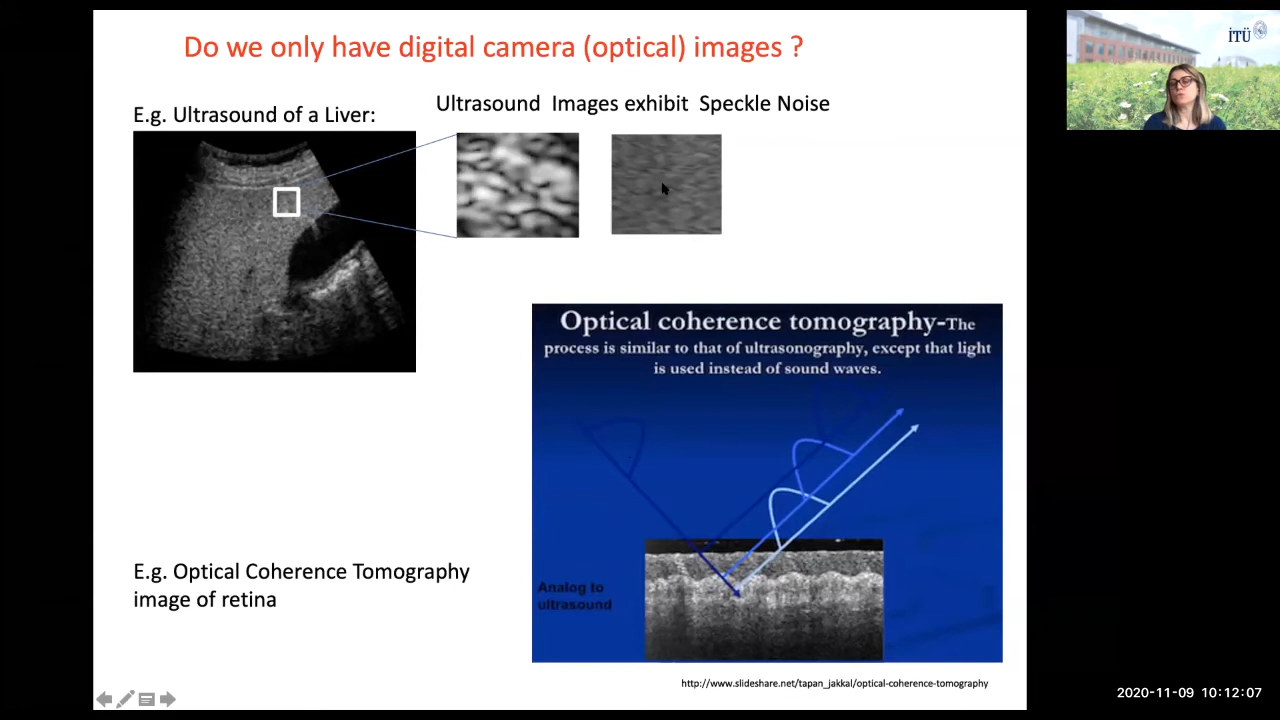 Do we only have digital camera (optical) images ?
İTÜ
E.g. Ultrasound of a Liver:
Ultrasound Images exhibit Speckle Noise
Optical coherence tomography-The
process is similar to that of ultrasonography, except that light
is used instead of sound waves.
Analog to
ultrasound
E.g. Optical Coherence Tomography
image of retina
http://www.slideshare.net/tapan_jakkal/optical-coherence-tomography
2020-11-09 10:12:07